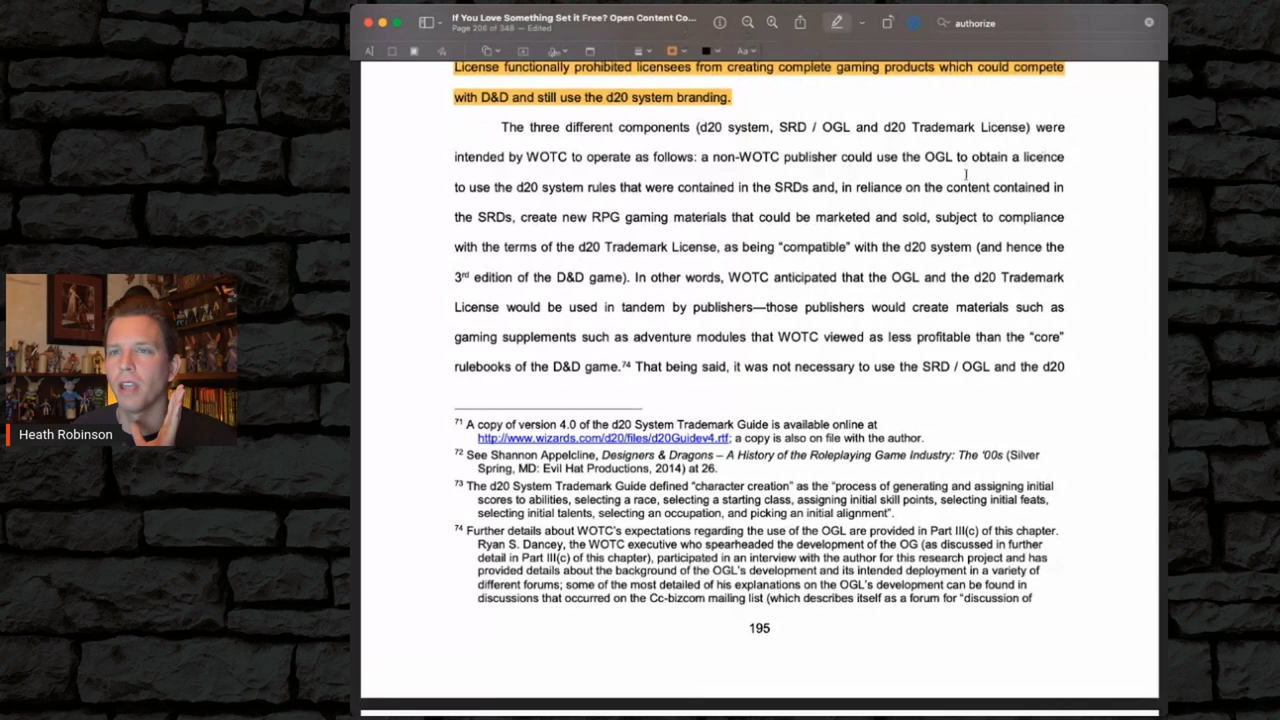 If You Love Something Set it Free? Open Content Co...
Page 206 of 348 – Edited
authorize
Aa
License functionally prohibited licensees from creating complete gaming products which could compete
with D&D and still use the d20 system branding.
The three different components (d20 system, SRD / OGL and d20 Trademark License) were
intended by WOTC to operate as follows: a non-WOTC publisher could use the OGL to obtain a licence
to use the d20 system rules that were contained in the SRDs and, in reliance on the content contained in
the SRDs, create new RPG gaming materials that could be marketed and sold, subject to compliance
with the terms of the d20 Trademark License, as being “compatible” with the d20 system (and hence the
3rd edition of the D&D game). In other words, WOTC anticipated that the OGL and the d20 Trademark
License would be used in tandem by publishers—those publishers would create materials such as
gaming supplements such as adventure modules that WOTC viewed as less profitable than the “core”
rulebooks of the D&D game.74 That being said, it was not necessary to use the SRD / OGL and the d20
71 A copy of version 4.0 of the d20 System Trademark Guide is available online at
http://www.wizards.com/d20/files/d20Guidev4.rtf; a copy is also on file with the author.
72 See Shannon Appelcline, Designers & Dragons – A History of the Roleplaying Game Industry: The '00s (Silver
Spring, MD: Evil Hat Productions, 2014) at 26.
73 The d20 System Trademark Guide defined “character creation” as the “process of generating and assigning initial
scores to abilities, selecting a race, selecting a starting class, assigning initial skill points, selecting initial feats,
selecting initial talents, selecting an occupation, and picking an initial alignment”.
74 Further details about WOTC’s expectations regarding the use of the OGL are provided in Part III(c) of this chapter.
Ryan S. Dancey, the WOTC executive who spearheaded the development of the OG (as discussed in further
detail in Part III(c) of this chapter), participated in an interview with the author for this research project and has
provided details about the background of the OGL’s development and its intended deployment in a variety of
different forums; some of the most detailed of his explanations on the OGL’s development can be found in
discussions that occurred on the Cc-bizcom mailing list (which describes itself as a forum for “discussion of
195
Heath Robinson